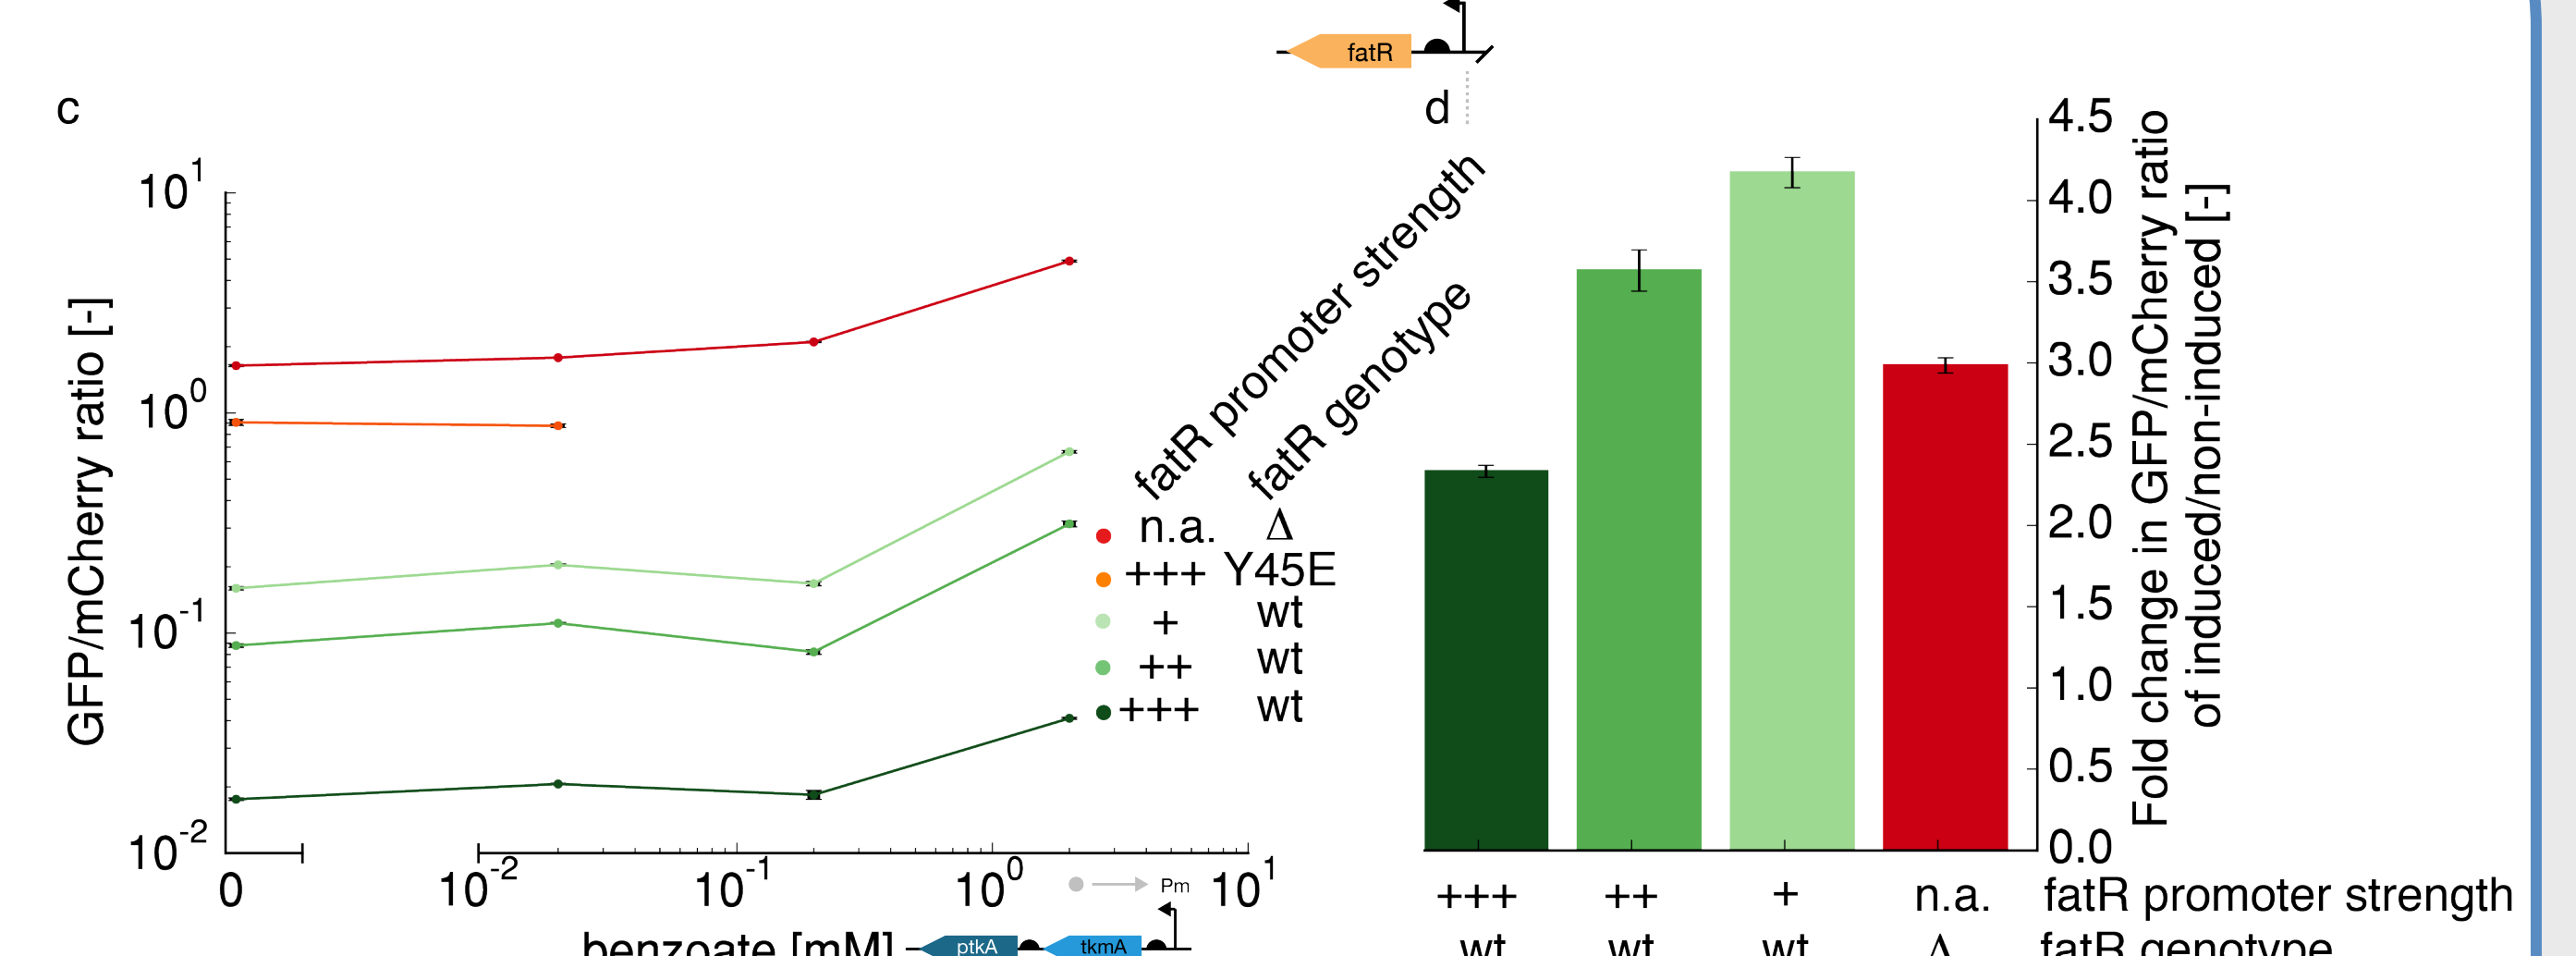 fatR
c
d
GFP/mCherry ratio [-]
10^1
10^0
10^-1
10^-2
0
10^-2
10^-1
10^0
10^1
benzoate [mM]
Pm
ptkA
tkmA
fatR promoter strength
fatR genotype
n.a. Δ
+++ Y45E
+ wt
++ wt
+++ wt
4.5
4.0
3.5
3.0
2.5
2.0
1.5
1.0
0.5
0.0
Fold change in GFP/mCherry ratio
of induced/non-induced [-]
+++ ++ + n.a. fatR promoter strength
wt wt wt Δ fatR genotype